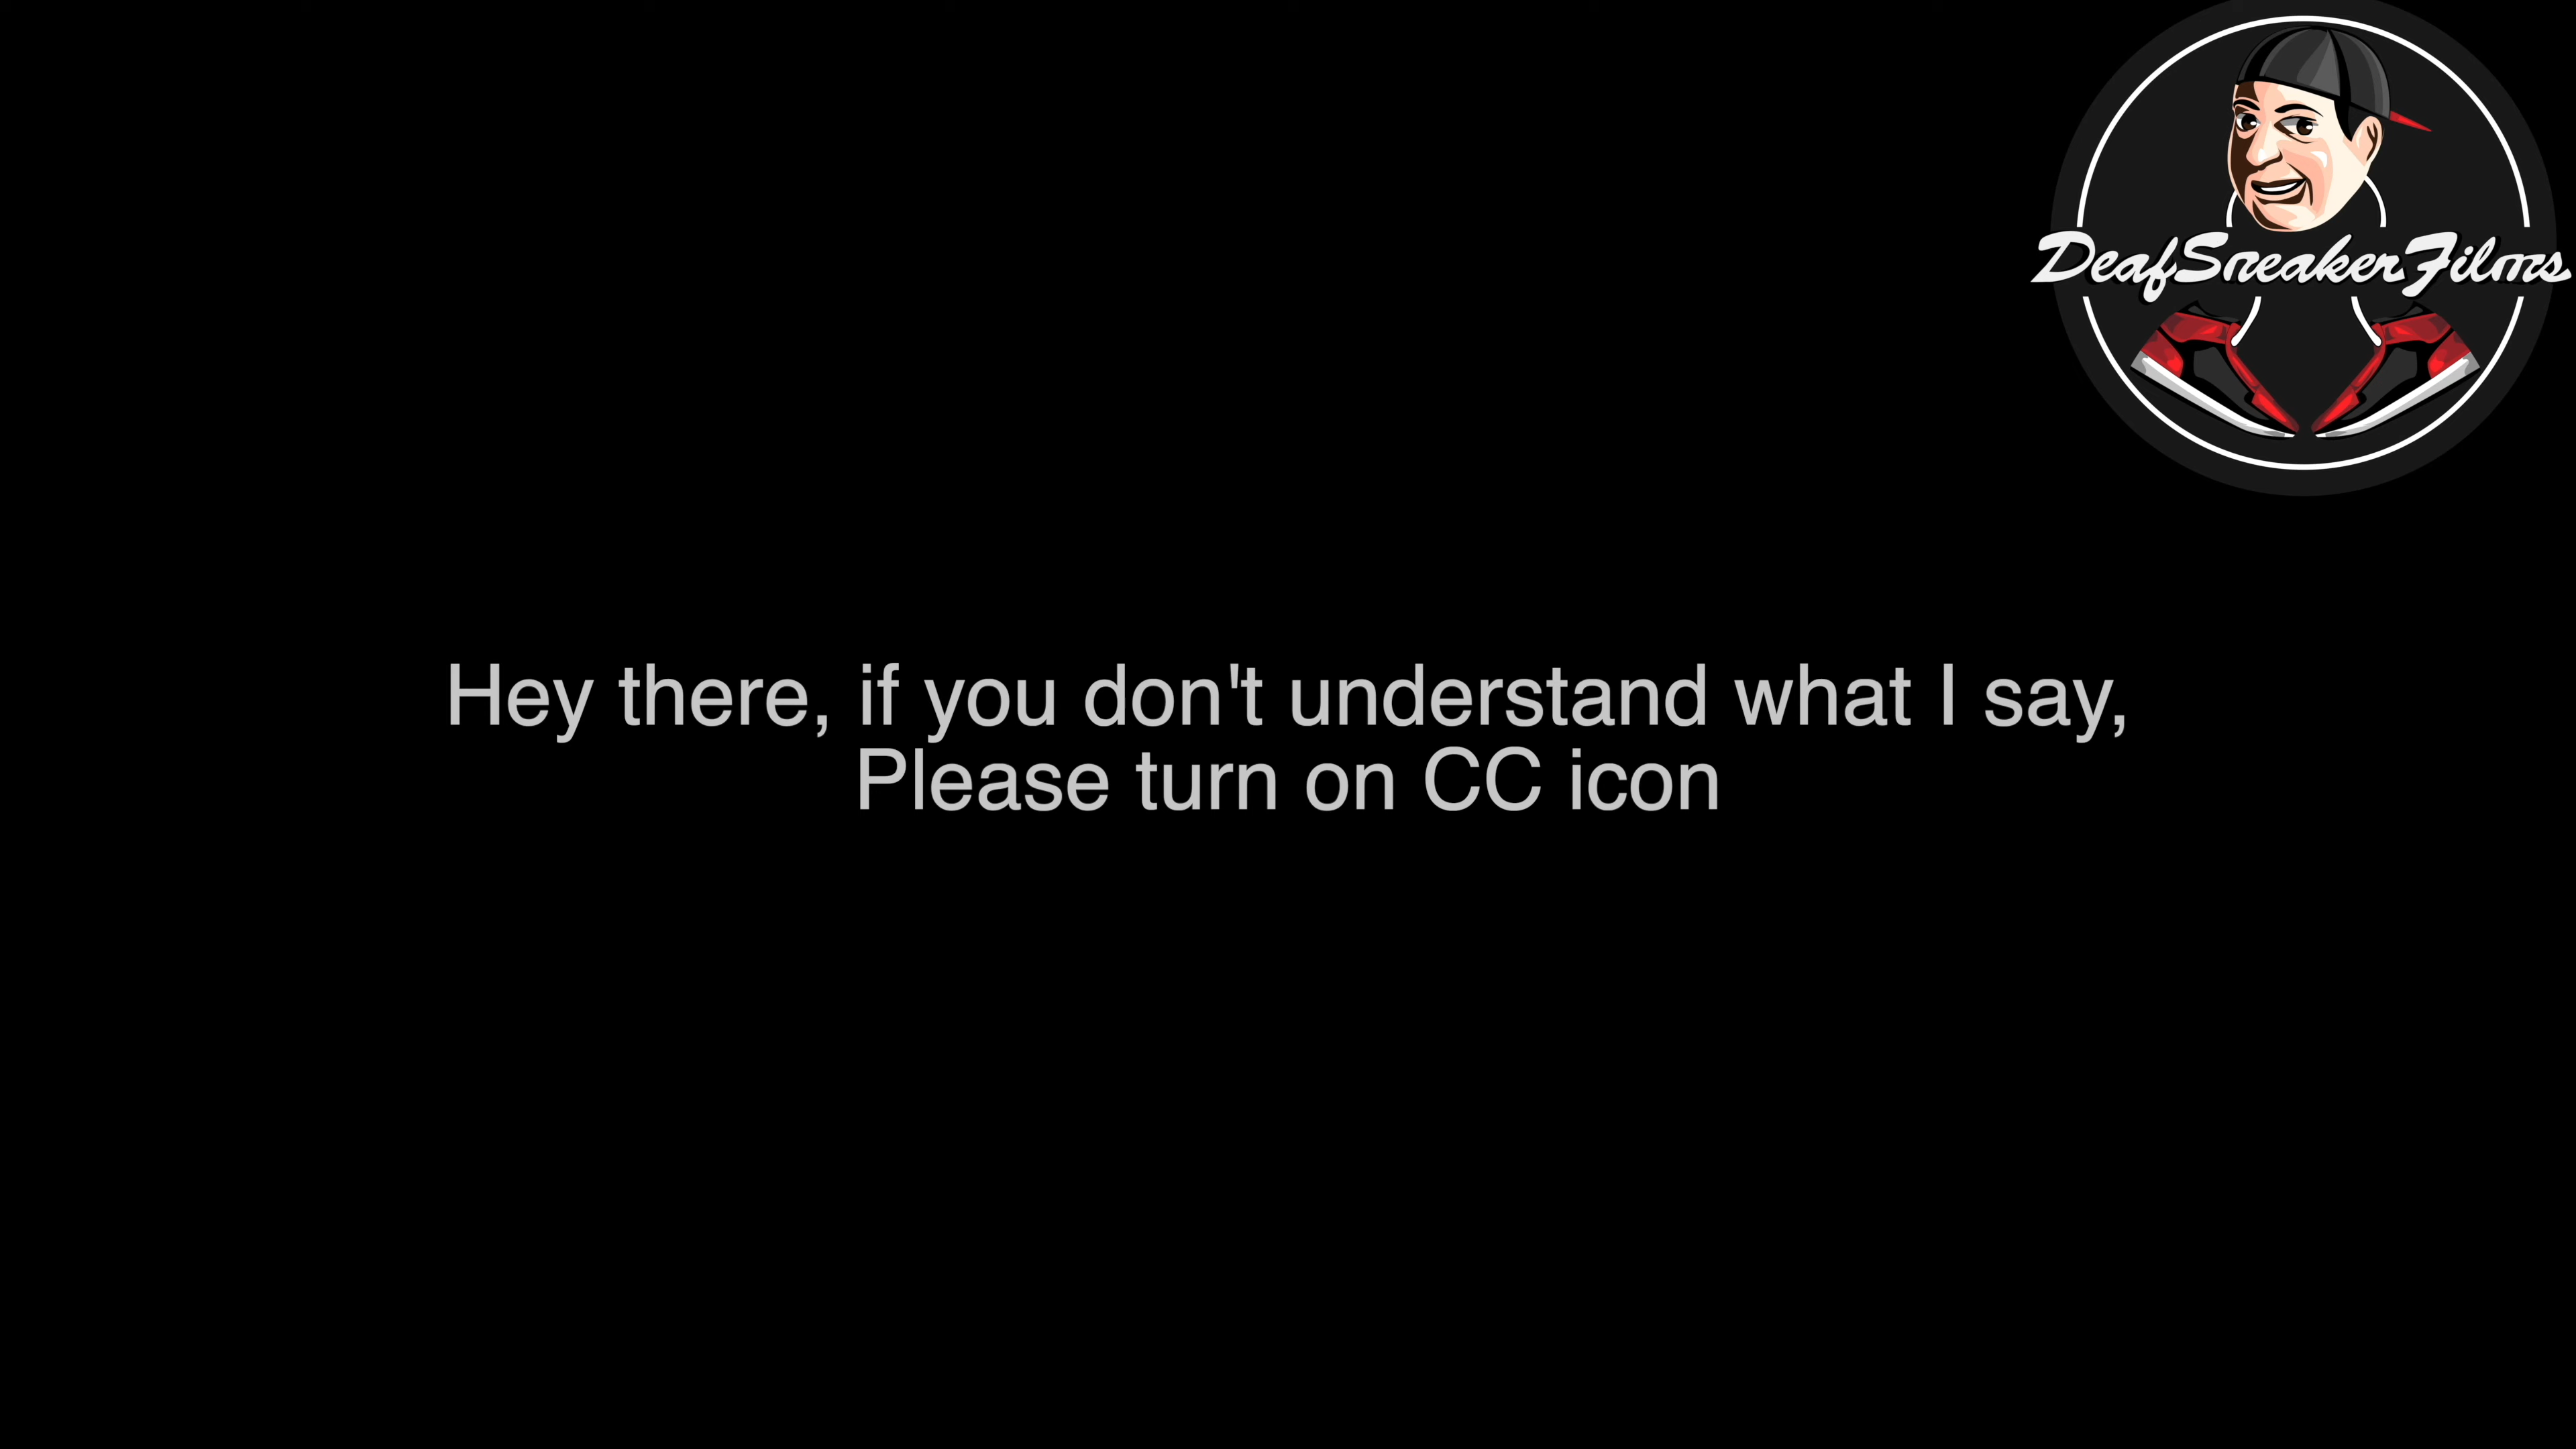 DeafSneakerFilms
Hey there, if you don't understand what I say,
Please turn on CC icon